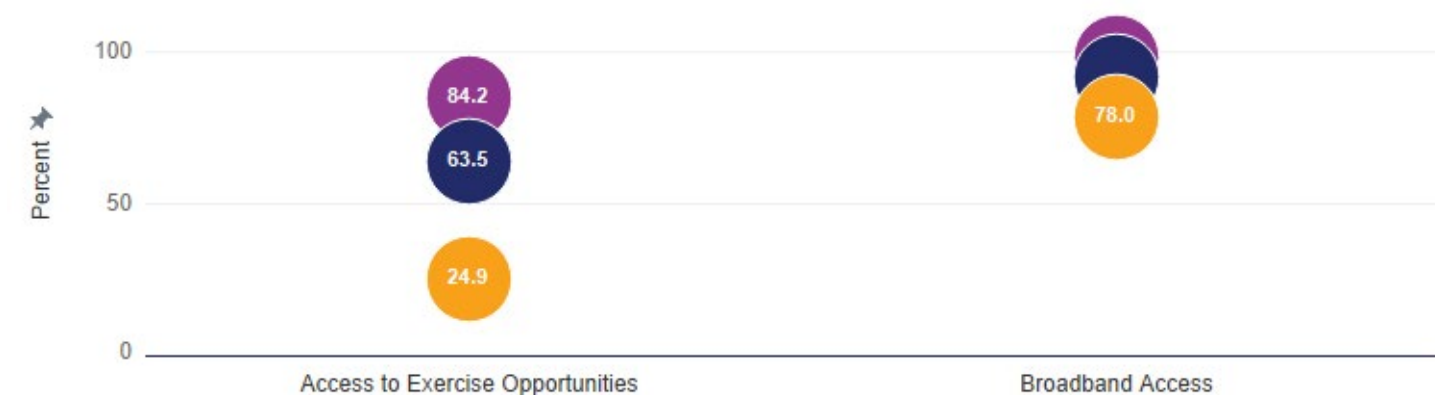 100
84.2
78.0
63.5
Percent
50
24.9
0
Access to Exercise Opportunities
Broadband Access